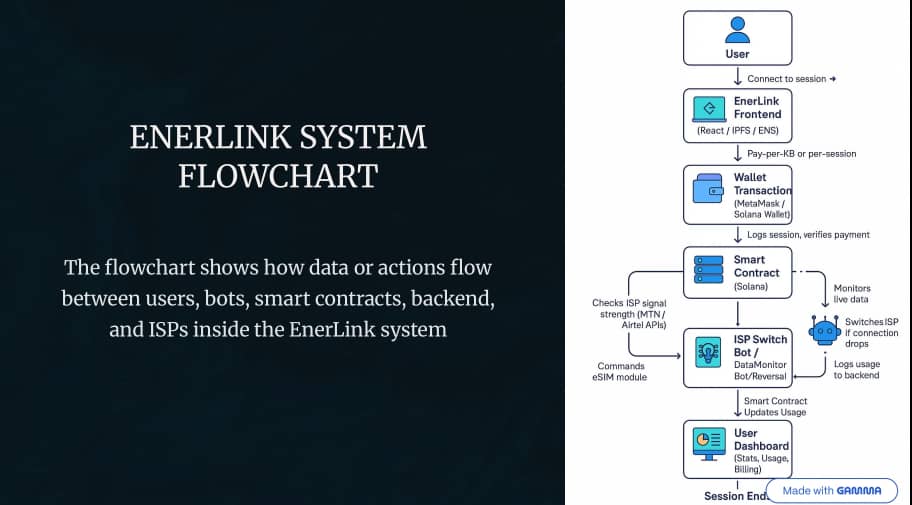 ENERLINK SYSTEM
FLOWCHART
The flowchart shows how data or actions flow
between users, bots, smart contracts, backend,
and ISPs inside the EnerLink system
User
Connect to session →
EnerLink
Frontend
(React / IPFS / ENS)
Pay-per-KB or per-session
Wallet
Transaction
(MetaMask /
Solana Wallet)
Logs session, verifies payment
Smart
Contract
(Solana)
Checks ISP signal
strength (MTN /
Airtel APIs)
Commands
eSIM module
Monitors
live data
Switches ISP
if connection
drops
Logs usage
to backend
ISP Switch
Bot /
DataMonitor
Bot/Reversal
Smart Contract
Updates Usage
User
Dashboard
(Stats, Usage,
Billing)
Session End
Made with GAMMA